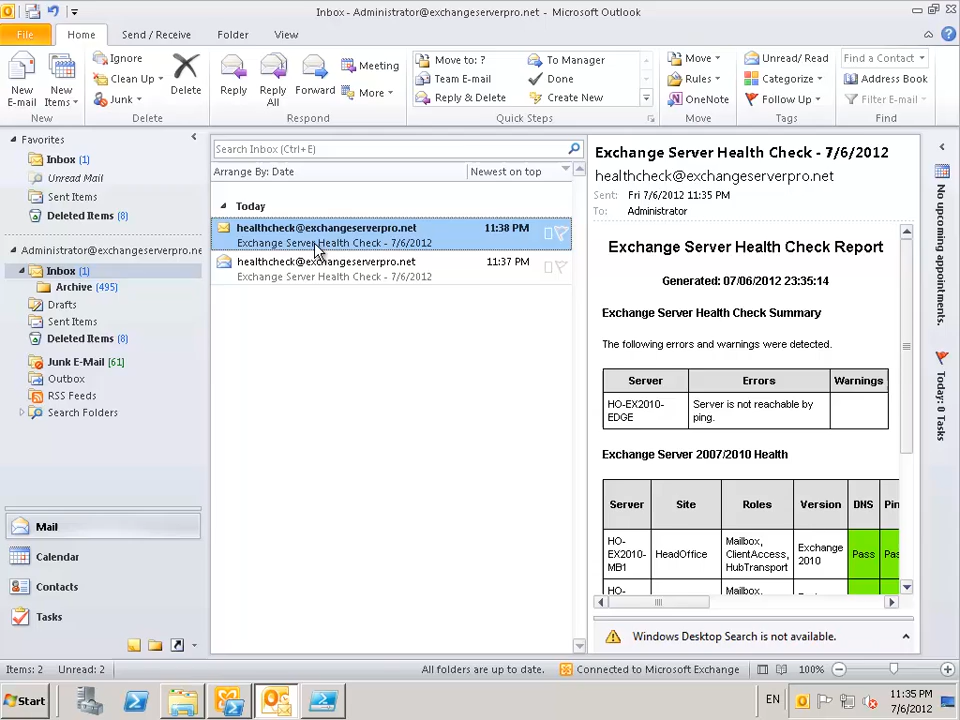 Inbox - Administrator@exchangeserverpro.net - Microsoft Outlook
File
Home
Send / Receive
Folder
View
New
E-mail
New
Items
New
Ignore
Clean Up
Junk
Delete
Delete
Reply
Reply
All
Forward
Meeting
More
Respond
Move to: ?
Team E-mail
Reply & Delete
To Manager
Done
Create New
Quick Steps
Move
Rules
OneNote
Move
Unread/ Read
Categorize
Follow Up
Tags
Find a Contact
Address Book
Filter E-mail
Find
Favorites
Inbox (1)
Unread Mail
Sent Items
Deleted Items (8)
Administrator@exchangeserverpro.ne
Inbox (1)
Archive (495)
Drafts
Sent Items
Deleted Items (8)
Junk E-Mail [61]
Outbox
RSS Feeds
Search Folders
Mail
Calendar
Contacts
Tasks
Search Inbox (Ctrl+E)
Arrange By: Date
Newest on top
Today
healthcheck@exchangeserverpro.net 11:38 PM
Exchange Server Health Check - 7/6/2012
healthcheck@exchangeserverpro.net 11:37 PM
Exchange Server Health Check - 7/6/2012
Exchange Server Health Check - 7/6/2012
healthcheck@exchangeserverpro.net
Sent: Fri 7/6/2012 11:35 PM
To: Administrator
Exchange Server Health Check Report
Generated: 07/06/2012 23:35:14
Exchange Server Health Check Summary
The following errors and warnings were detected.
Server Errors Warnings
HO-EX2010-EDGE Server is not reachable by ping.
Exchange Server 2007/2010 Health
Server Site Roles Version DNS Pin
HO-EX2010-MB1 HeadOffice Mailbox, ClientAccess, HubTransport Exchange 2010 Pass Pas
HO- Mailbox,
Windows Desktop Search is not available.
No upcoming appointments.
Today: 0 Tasks
Items: 2 Unread: 2
All folders are up to date.
Connected to Microsoft Exchange
100%
Start
EN
11:35 PM
7/6/2012